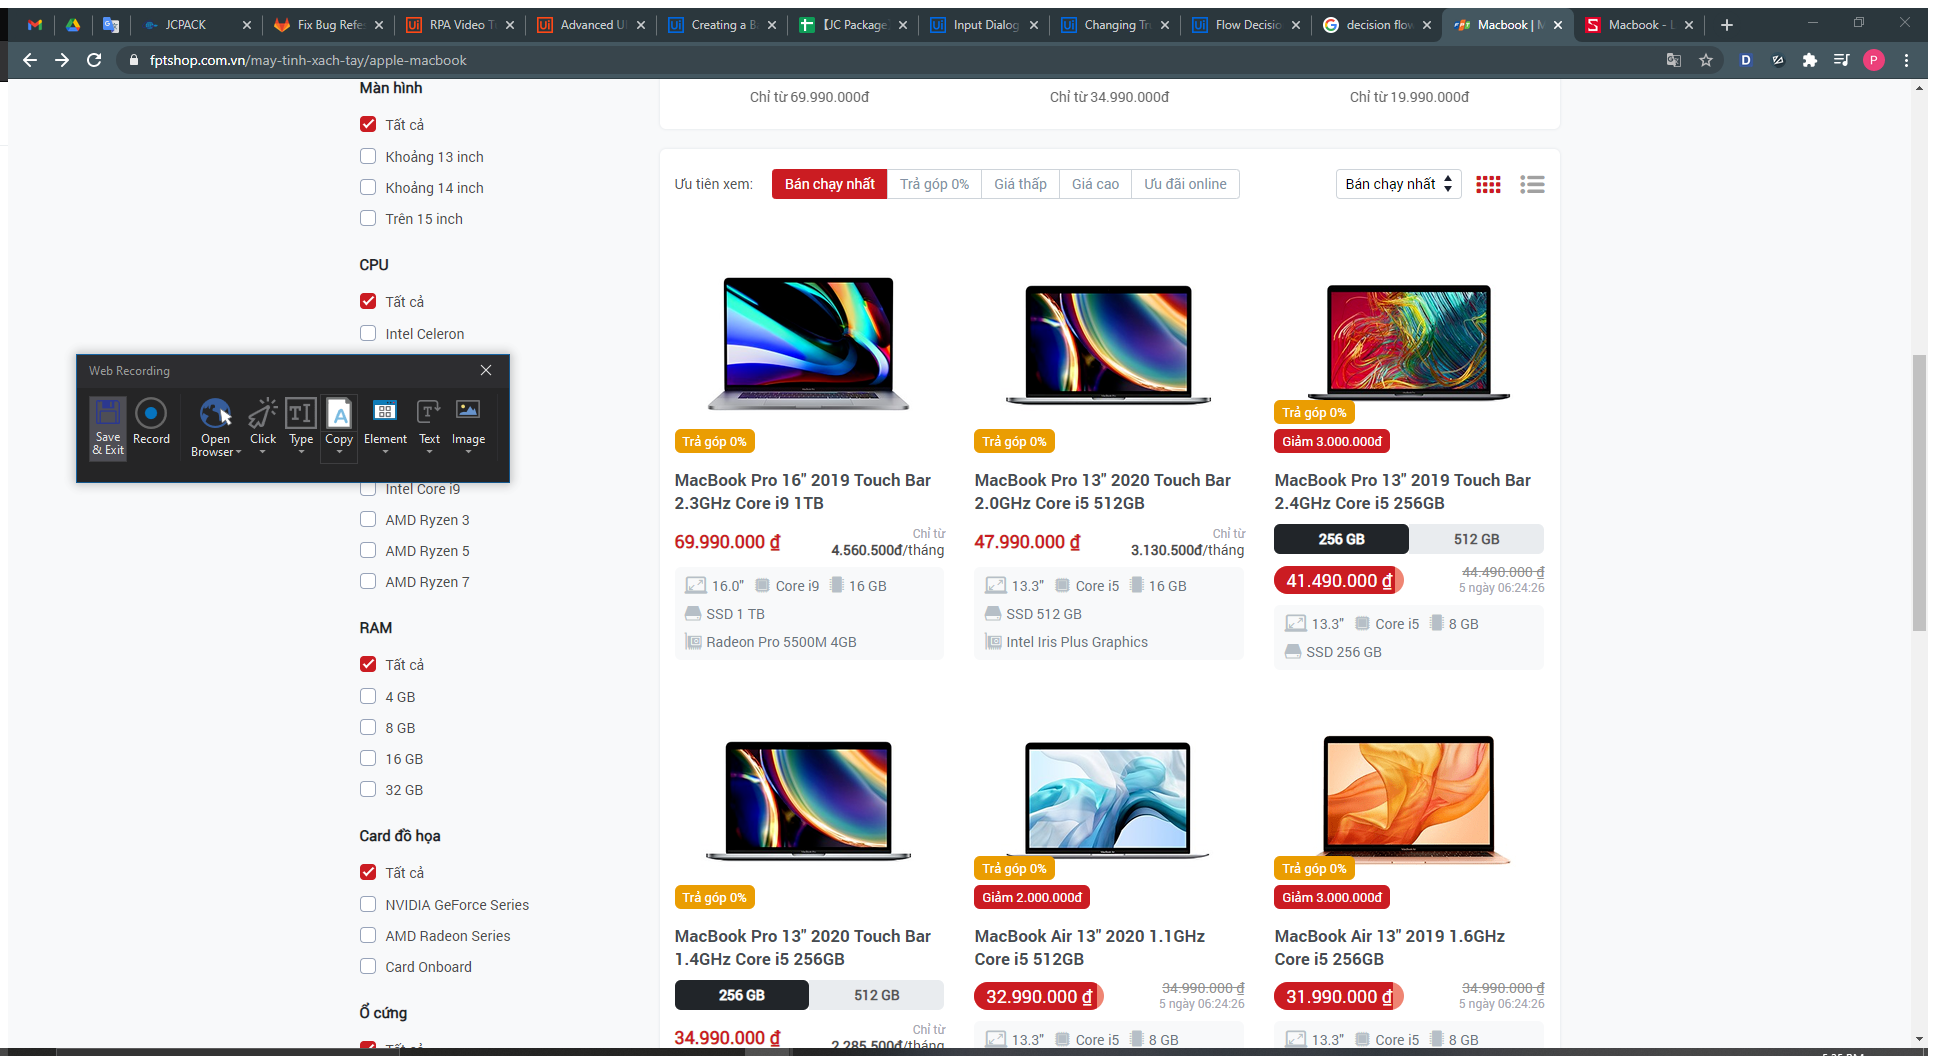 JCPACK
Fix Bug Refe
RPA Video T
Advanced U
Creating a B
[JC Package
Input Dialog
Changing Tr
Flow Decisio
decision flow
Macbook | M
Macbook - L
fptshop.com.vn/may-tinh-xach-tay/apple-macbook
D
P
Màn hình
Tất cả
Khoảng 13 inch
Khoảng 14 inch
Trên 15 inch
CPU
Tất cả
Intel Celeron
Web Recording
Save & Exit
Record
Open Browser
Click
Type
Copy
Element
Text
Image
Intel Core i9
AMD Ryzen 3
AMD Ryzen 5
AMD Ryzen 7
RAM
Tất cả
4 GB
8 GB
16 GB
32 GB
Card đồ họa
Tất cả
NVIDIA GeForce Series
AMD Radeon Series
Card Onboard
Ổ cứng
Tất cả
Chỉ từ 69.990.000đ
Chỉ từ 34.990.000đ
Chỉ từ 19.990.000đ
Ưu tiên xem:
Bán chạy nhất
Trả góp 0%
Giá thấp
Giá cao
Ưu đãi online
Bán chạy nhất
Trả góp 0%
MacBook Pro 16" 2019 Touch Bar
2.3GHz Core i9 1TB
69.990.000 ₫
Chỉ từ
4.560.500đ/tháng
16.0" Core i9 16 GB
SSD 1 TB
Radeon Pro 5500M 4GB
Trả góp 0%
MacBook Pro 13" 2020 Touch Bar
2.0GHz Core i5 512GB
47.990.000 ₫
Chỉ từ
3.130.500đ/tháng
13.3" Core i5 16 GB
SSD 512 GB
Intel Iris Plus Graphics
Trả góp 0%
Giảm 3.000.000đ
MacBook Pro 13" 2019 Touch Bar
2.4GHz Core i5 256GB
256 GB
512 GB
41.490.000 ₫
44.490.000 ₫
5 ngày 06:24:26
13.3" Core i5 8 GB
SSD 256 GB
Trả góp 0%
MacBook Pro 13" 2020 Touch Bar
1.4GHz Core i5 256GB
256 GB
512 GB
34.990.000 ₫
Chỉ từ
2.285.500đ/tháng
Trả góp 0%
Giảm 2.000.000đ
MacBook Air 13" 2020 1.1GHz
Core i5 512GB
32.990.000 ₫
34.990.000 ₫
5 ngày 06:24:26
13.3" Core i5 8 GB
Trả góp 0%
Giảm 3.000.000đ
MacBook Air 13" 2019 1.6GHz
Core i5 256GB
31.990.000 ₫
34.990.000 ₫
5 ngày 06:24:26
13.3" Core i5 8 GB